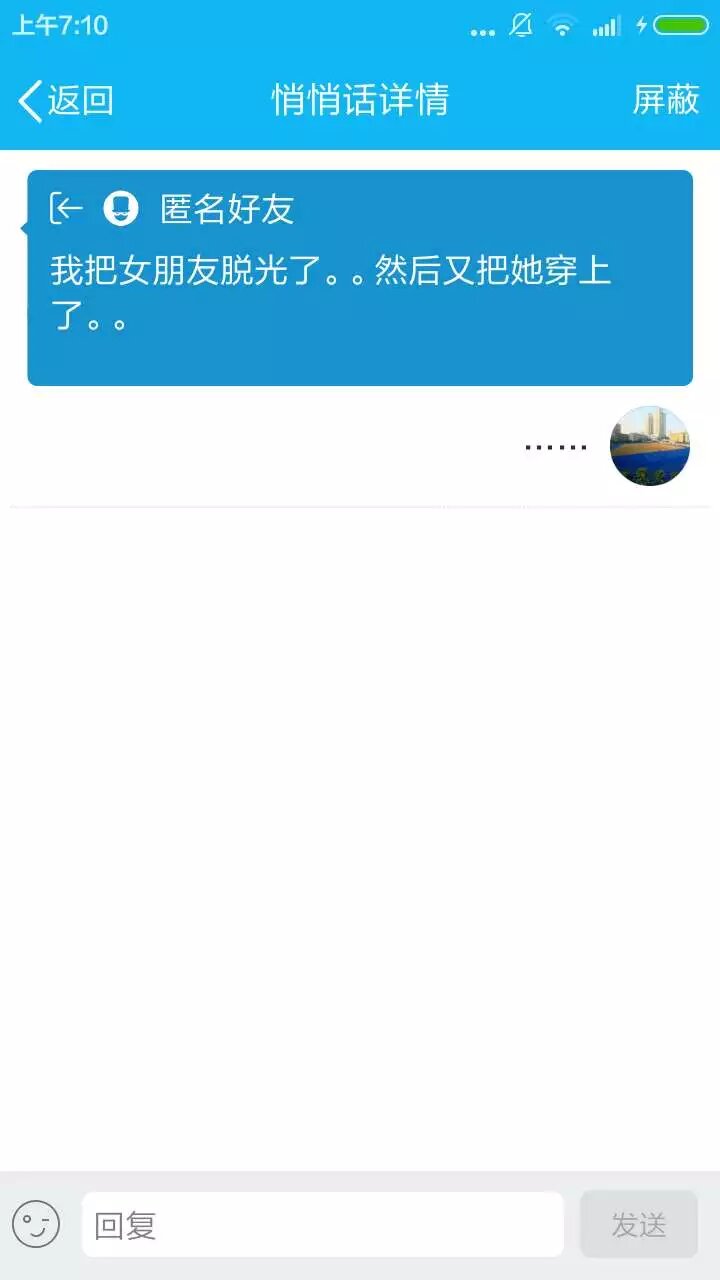 上午7:10
返回
悄悄话详情
屏蔽
匿名好友
我把女朋友脱光了。。然后又把她穿上
了。。
······
回复
发送